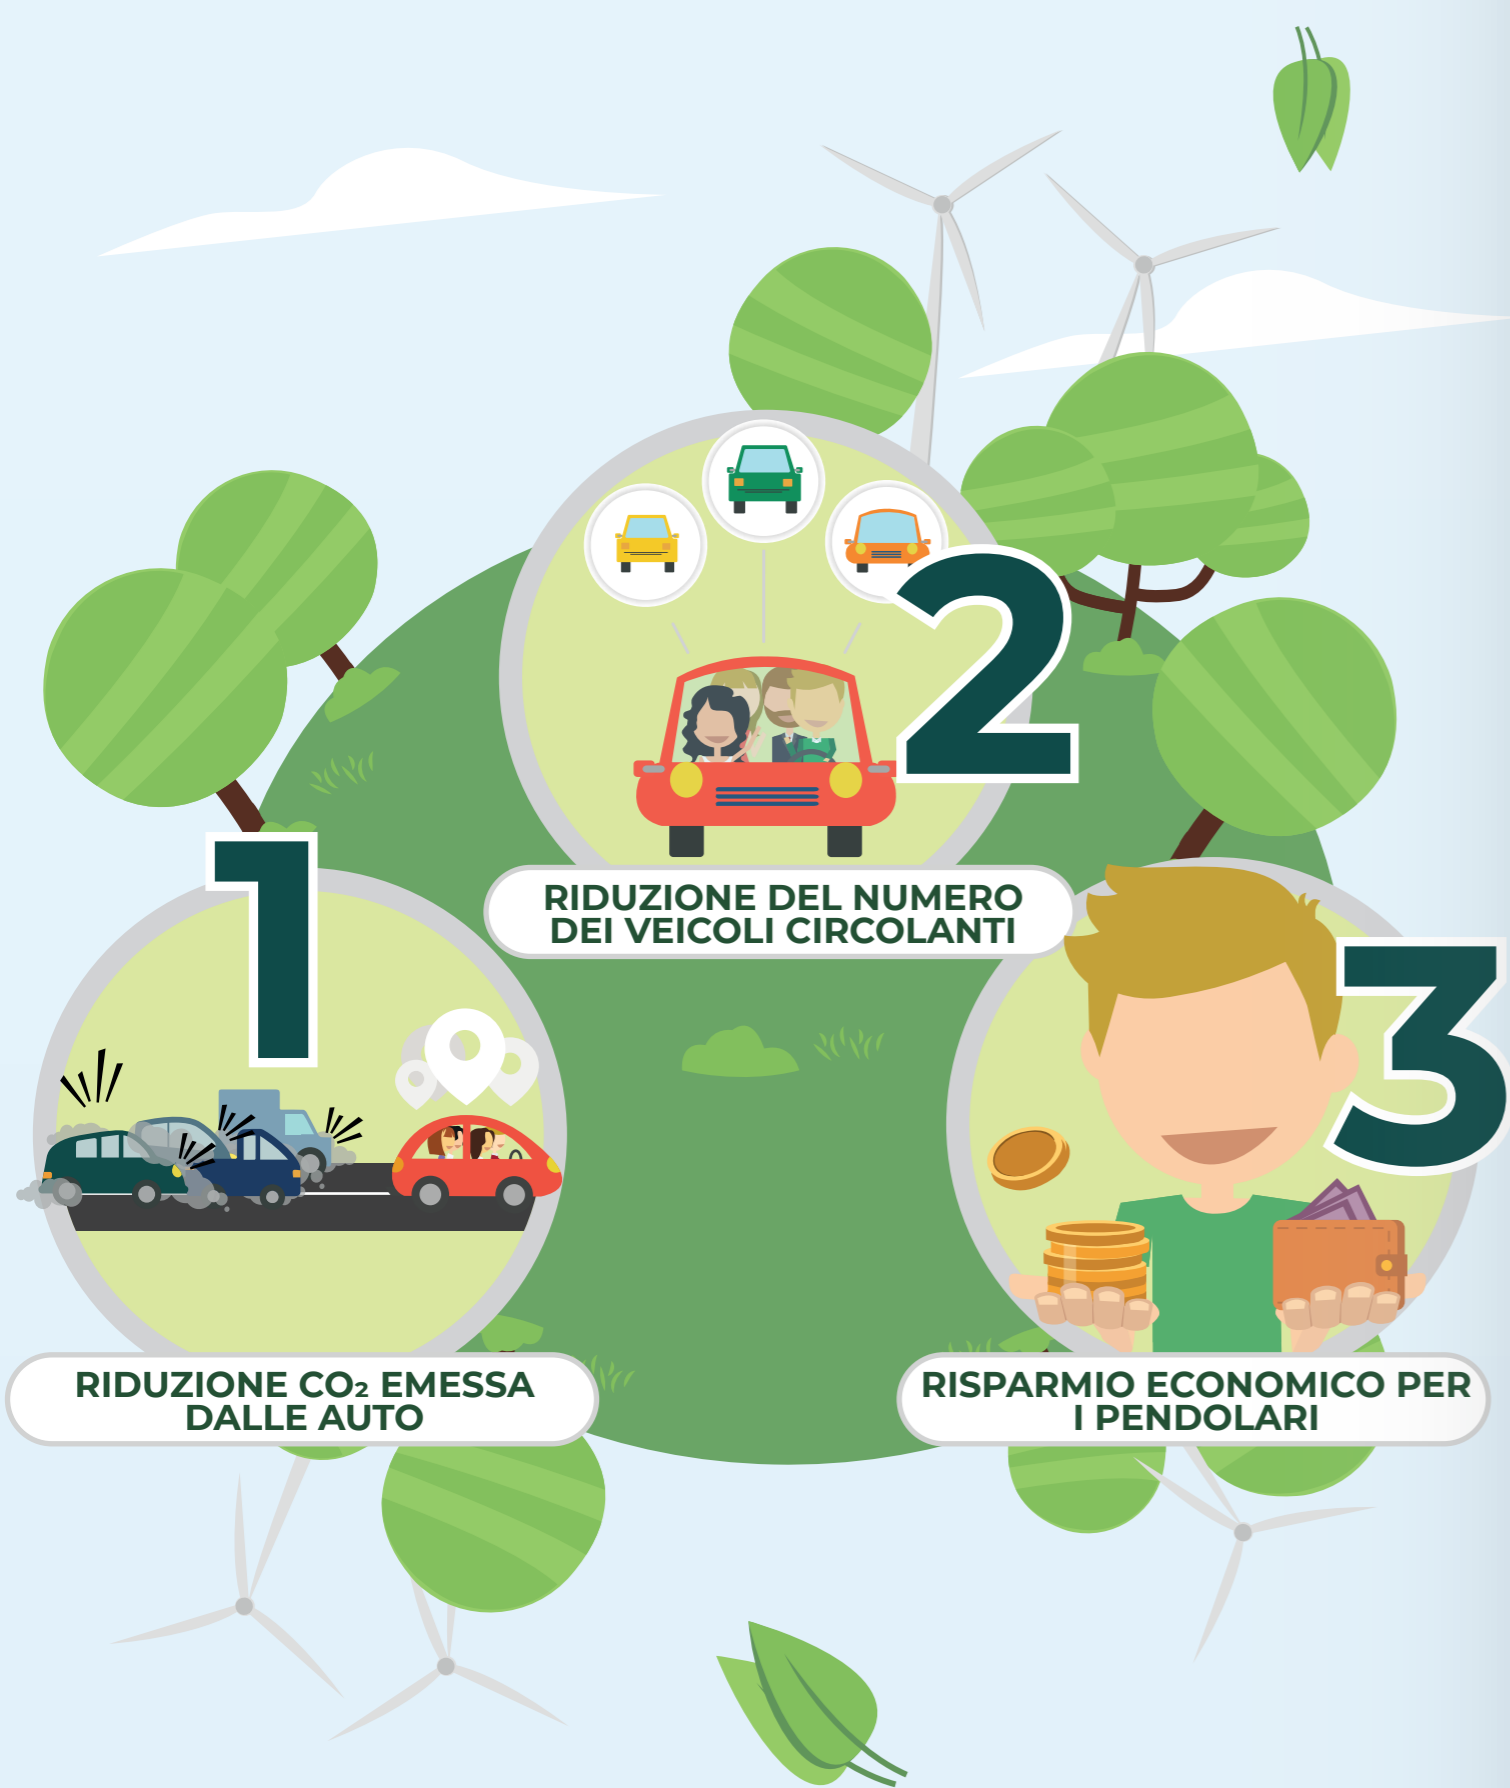 1
RIDUZIONE CO₂ EMESSA
DALLE AUTO
2
RIDUZIONE DEL NUMERO
DEI VEICOLI CIRCOLANTI
3
RISPARMIO ECONOMICO PER
I PENDOLARI